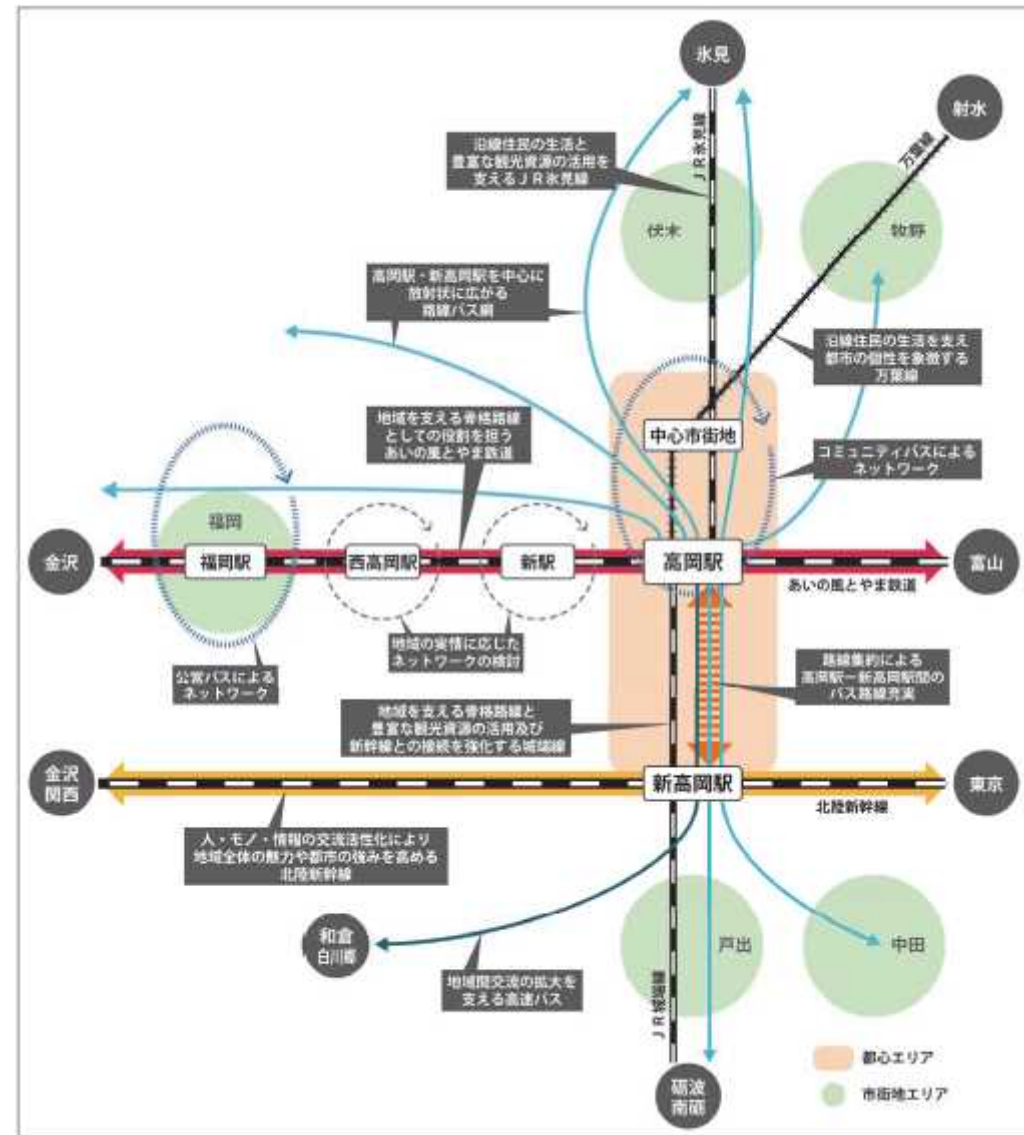 氷見
射水
JR氷見線
万葉線
沿線住民の生活と
豊富な観光資源の活用を
支えるJR氷見線
伏木
牧野
高岡駅・新高岡駅を中心に
放射状に広がる
路線バス網
沿線住民の生活を支え
都市の個性を象徴する
万葉線
地域を支える骨格路線
としての役割を担う
あいの風とやま鉄道
中心市街地
コミュニティバスによる
ネットワーク
福岡
金沢
福岡駅
西高岡駅
新駅
高岡駅
富山
あいの風とやま鉄道
地域の実情に応じた
ネットワークの検討
公営バスによる
ネットワーク
路線集約による
高岡駅ー新高岡駅間の
バス路線充実
地域を支える骨格路線と
豊富な観光資源の活用及び
新幹線との接続を強化する城端線
金沢
関西
新高岡駅
東京
北陸新幹線
人・モノ・情報の交流活性化により
地域全体の魅力や都市の強みを高める
北陸新幹線
和倉
白川郷
戸出
中田
地域間交流の拡大を
支える高速バス
JR城端線
砺波
南砺
都心エリア
市街地エリア